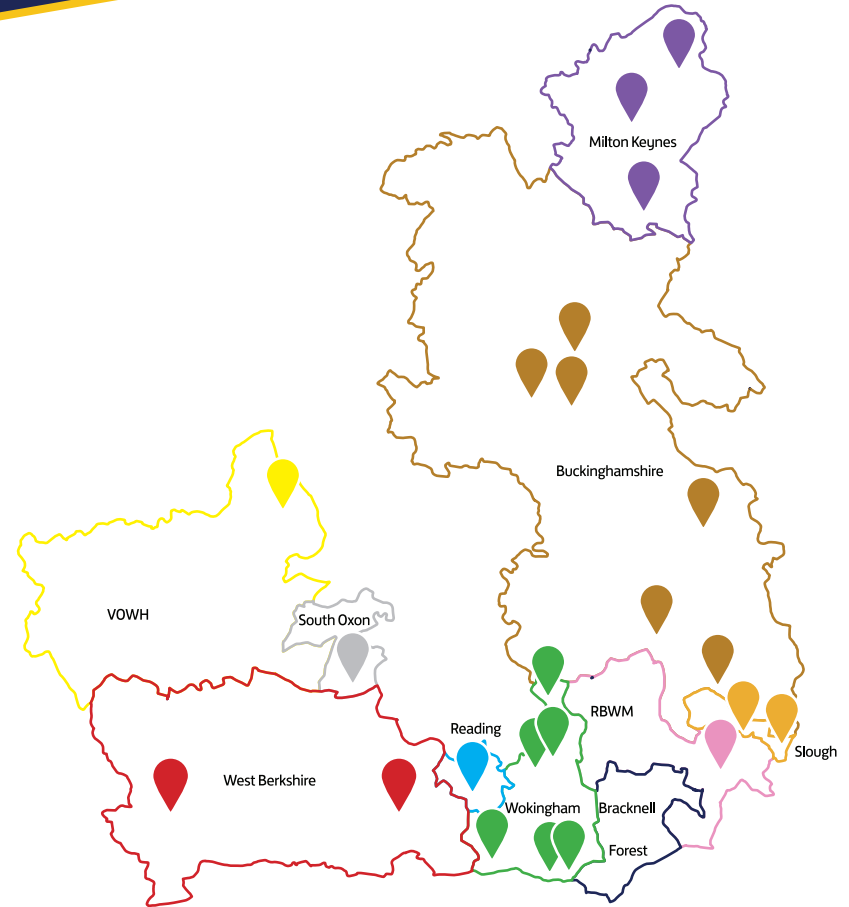 Milton Keynes
Buckinghamshire
VOWH
South Oxon
RBWM
Reading
Slough
West Berkshire
Wokingham
Bracknell
Forest